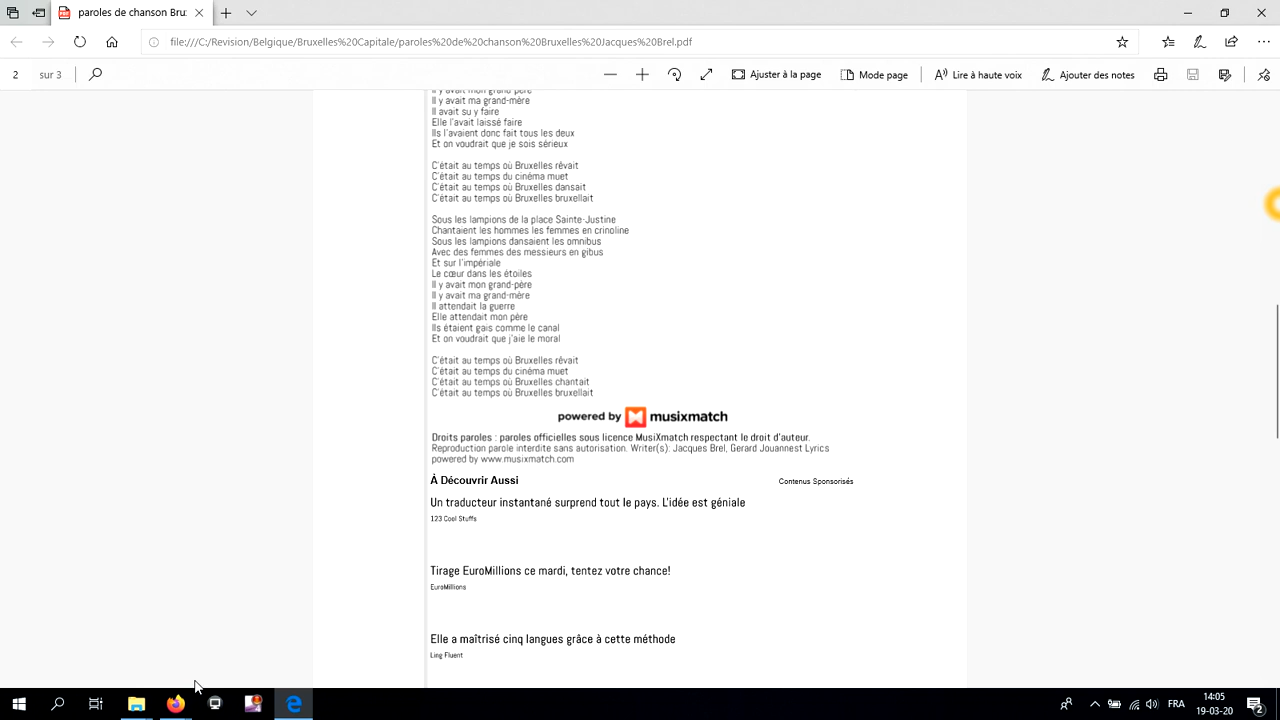 paroles de chanson Bru
file:///C:/Revision/Belgique/Bruxelles%20Capitale/paroles%20de%20chanson%20Bruxelles%20Jacques%20Brel.pdf
2 sur 3
Ajuster à la page
Mode page
Lire à haute voix
Ajouter des notes
Il y avait mon grand-père
Il y avait ma grand-mère
Il avait su y faire
Elle l'avait laissé faire
Ils l'avaient donc fait tous les deux
Et on voudrait que je sois sérieux
C'était au temps où Bruxelles rêvait
C'était au temps du cinéma muet
C'était au temps où Bruxelles dansait
C'était au temps où Bruxelles bruxellait
Sous les lampions de la place Sainte-Justine
Chantaient les hommes les femmes en crinoline
Sous les lampions dansaient les omnibus
Avec des femmes des messieurs en gibus
Et sur l'impériale
Le cœur dans les étoiles
Il y avait mon grand-père
Il y avait ma grand-mère
Il attendait la guerre
Elle attendait mon père
Ils étaient gais comme le canal
Et on voudrait que j'aie le moral
C'était au temps où Bruxelles rêvait
C'était au temps du cinéma muet
C'était au temps où Bruxelles chantait
C'était au temps où Bruxelles bruxellait
powered by musixmatch
Droits paroles : paroles officielles sous licence MusiXmatch respectant le droit d'auteur.
Reproduction parole interdite sans autorisation. Writer(s): Jacques Brel, Gerard Jouannest Lyrics
powered by www.musixmatch.com
À Découvrir Aussi
Contenus Sponsorisés
Un traducteur instantané surprend tout le pays. L'idée est géniale
123 Cool Stuffs
Tirage EuroMillions ce mardi, tentez votre chance!
EuroMillions
Elle a maîtrisé cinq langues grâce à cette méthode
Ling Fluent
FRA
14:05
19-03-20
2